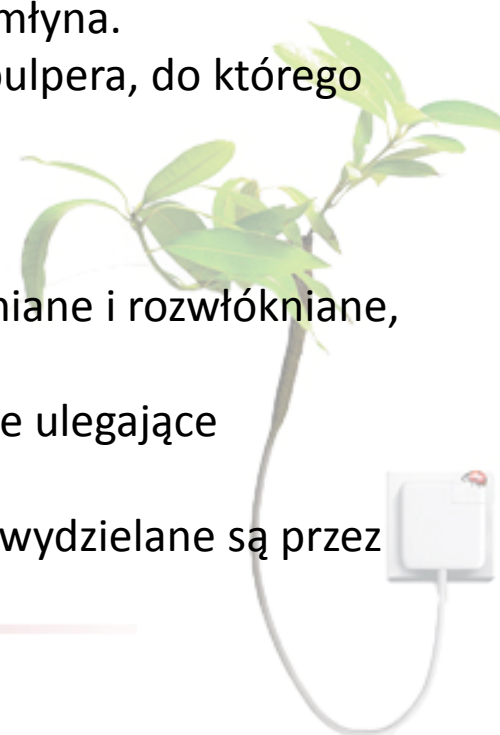 młyna.
pulpera, do którego
niane i rozwłókniane,
e ulegające
wydzielane są przez